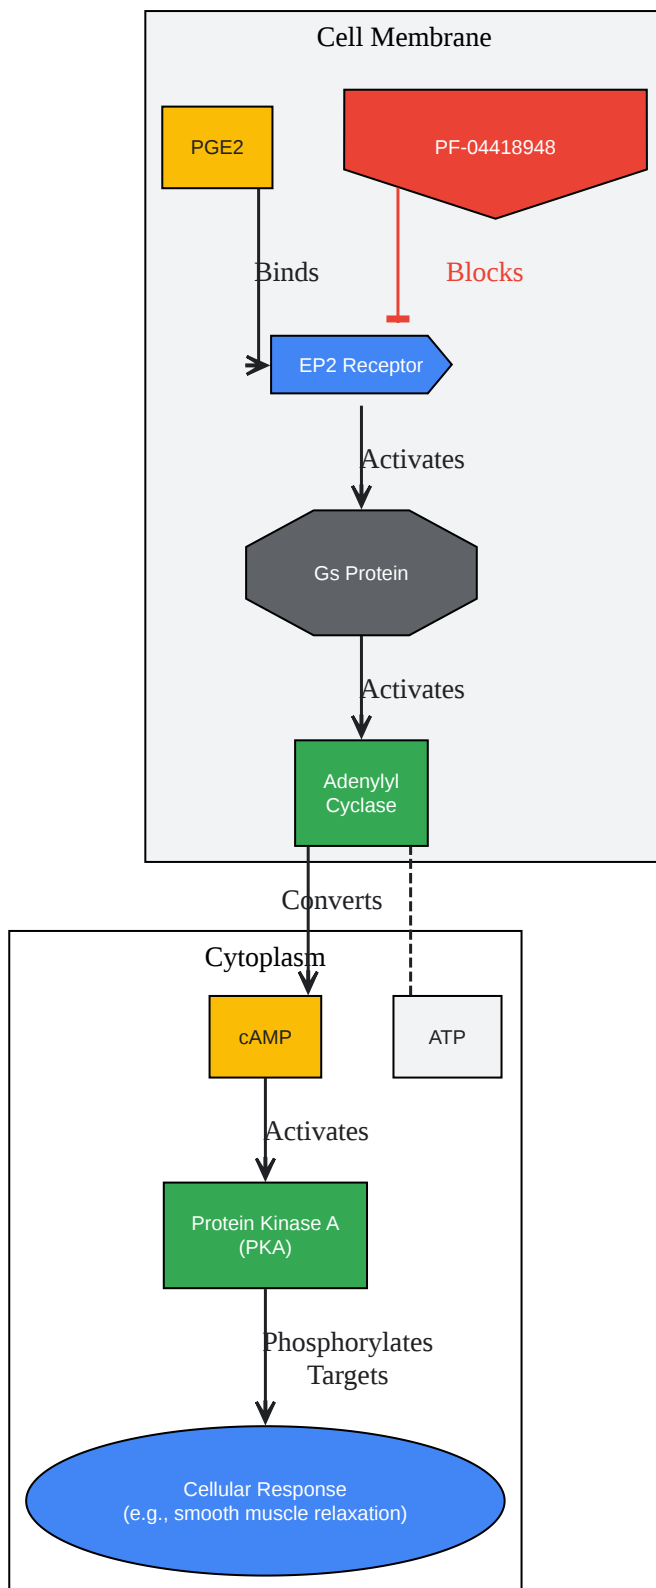 Cell Membrane
PGE2
PF-04418948
Binds
Blocks
EP2 Receptor
Activates
Gs Protein
Activates
Adenylyl
Cyclase
Converts
Cytoplasm
cAMP
ATP
Activates
Protein Kinase A
(PKA)
Phosphorylates
Targets
Cellular Response
(e.g., smooth muscle relaxation)